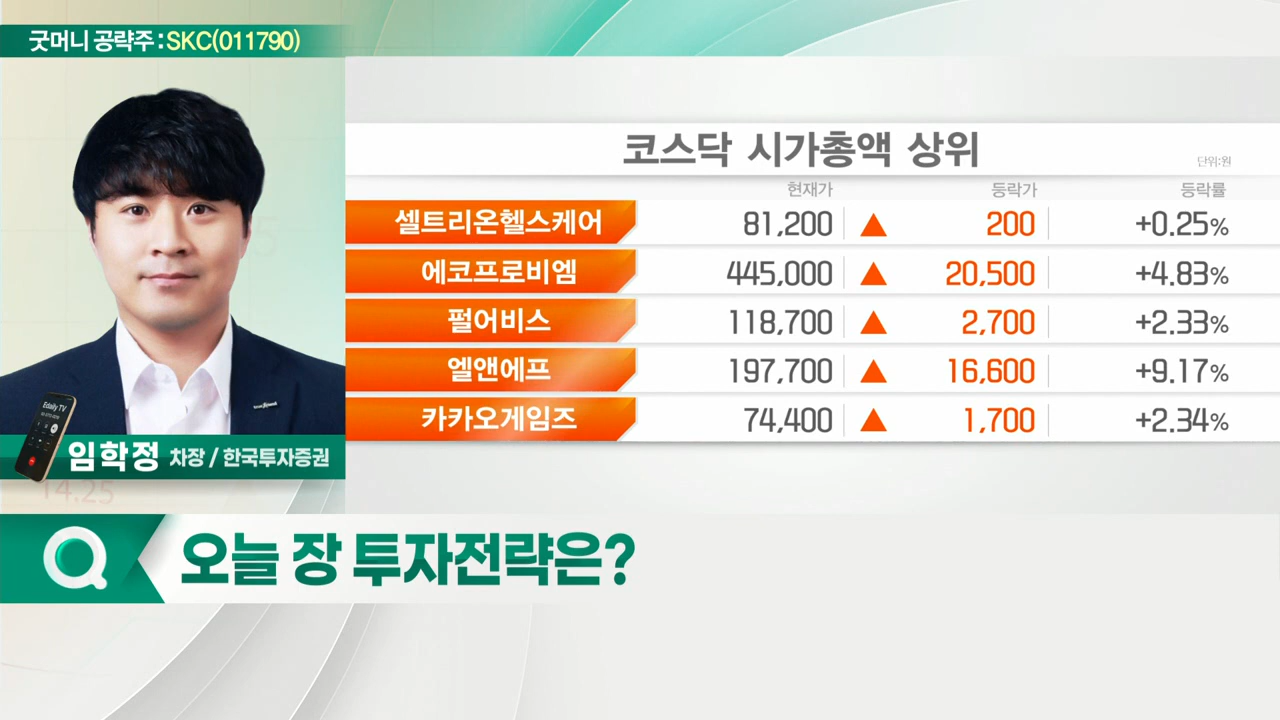 굿머니 공략주 : SKC(011790)
코스닥 시가총액 상위
단위:원
현재가 등락가 등락률
셀트리온헬스케어 81,200 ▲ 200 +0.25%
에코프로비엠 445,000 ▲ 20,500 +4.83%
펄어비스 118,700 ▲ 2,700 +2.33%
엘앤에프 197,700 ▲ 16,600 +9.17%
카카오게임즈 74,400 ▲ 1,700 +2.34%
Edaily TV
임학정 차장 / 한국투자증권
14.25
Q 오늘 장 투자전략은?